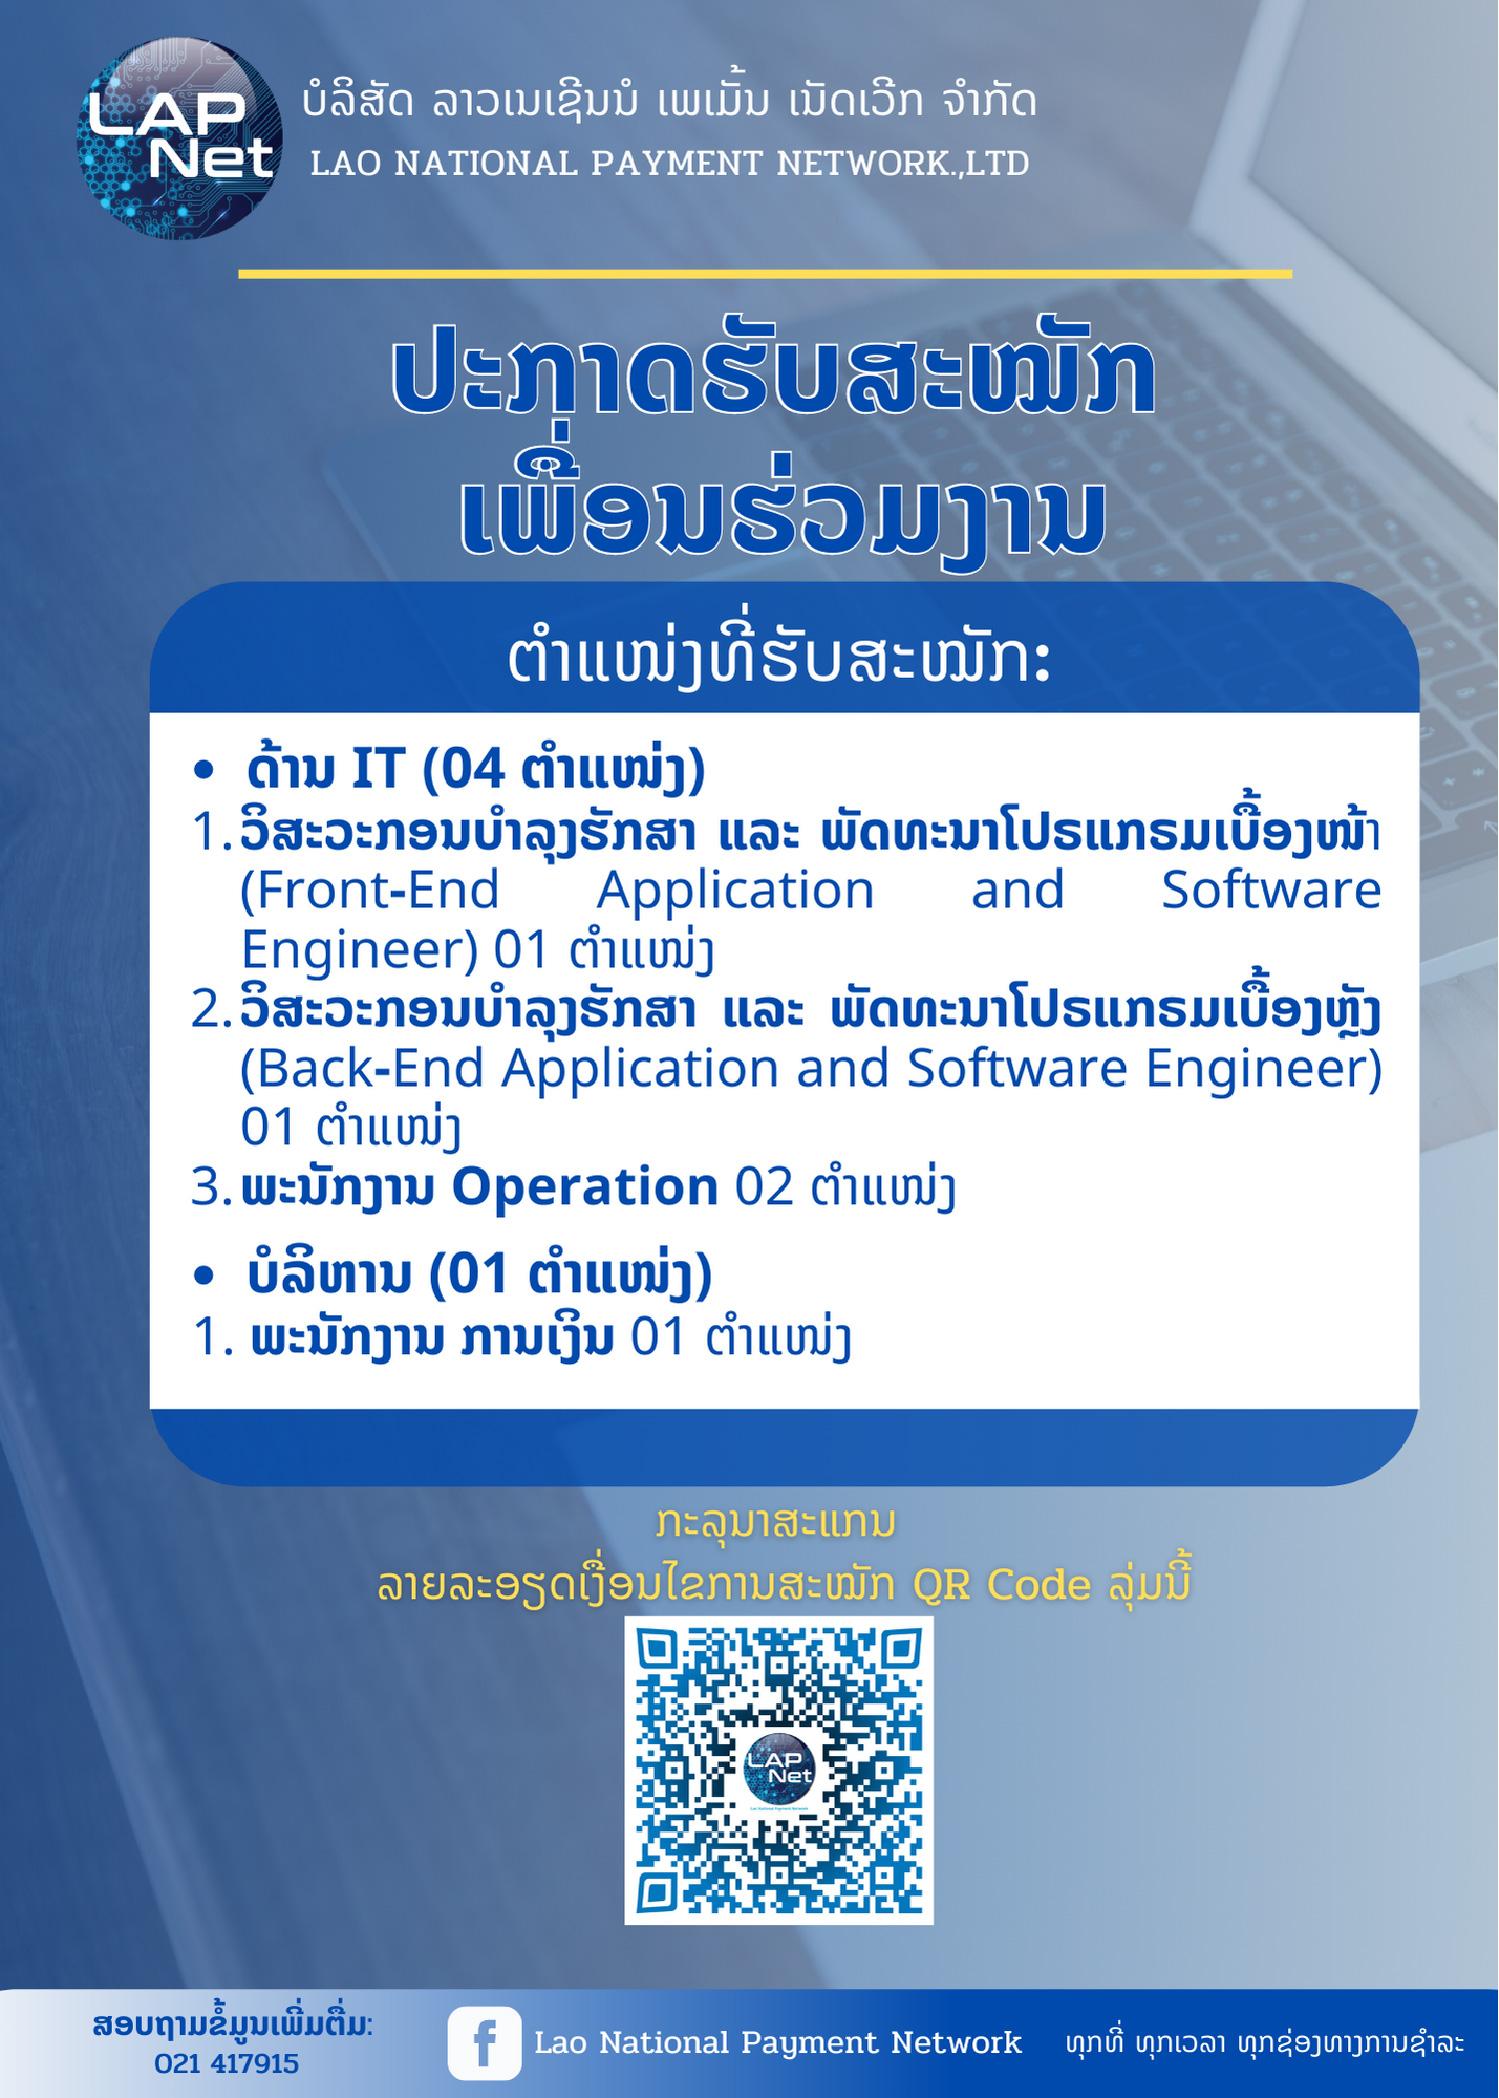 LAP
Net
ບໍລິສັດ ລາວເນເຊີນນໍ ເພເມັ້ນ ເນັດເວີກ ຈໍາກັດ
LAO NATIONAL PAYMENT NETWORK.,LTD
ປະກາດຮັບສະໝັກ
ເພື່ອນຮ່ວມງານ
ຕໍາແໜ່ງທີ່ຮັບສະໝັກ:
• ດ້ານ IT (04 ຕໍາແໜ່ງ)
1. ວິສະວະກອນບໍາລຸງຮັກສາ ແລະ ພັດທະນາໂປຣແກຣມເບື້ອງໜ້າ
(Front-End Application and Software
Engineer) 01 ຕໍາແໜ່ງ
2. ວິສະວະກອນບໍາລຸງຮັກສາ ແລະ ພັດທະນາໂປຣແກຣມເບື້ອງຫຼັງ
(Back-End Application and Software Engineer)
01 ຕໍາແໜ່ງ
3. ພະນັກງານ Operation 02 ຕໍາແໜ່ງ
• ບໍລິຫານ (01 ຕໍາແໜ່ງ)
1. ພະນັກງານ ການເງິນ 01 ຕໍາແໜ່ງ
ກະລຸນາສະແກນ
ລາຍລະອຽດເງື່ອນໄຂການສະໝັກ QR Code ລຸ່ມນີ້
LAP
Net
Lao National Payment Network
ສອບຖາມຂໍ້ມູນເພີ່ມຕື່ມ:
021 417915
Lao National Payment Network
ທຸກທີ່ ທຸກເວລາ ທຸກຊ່ອງທາງການຊໍາລະ